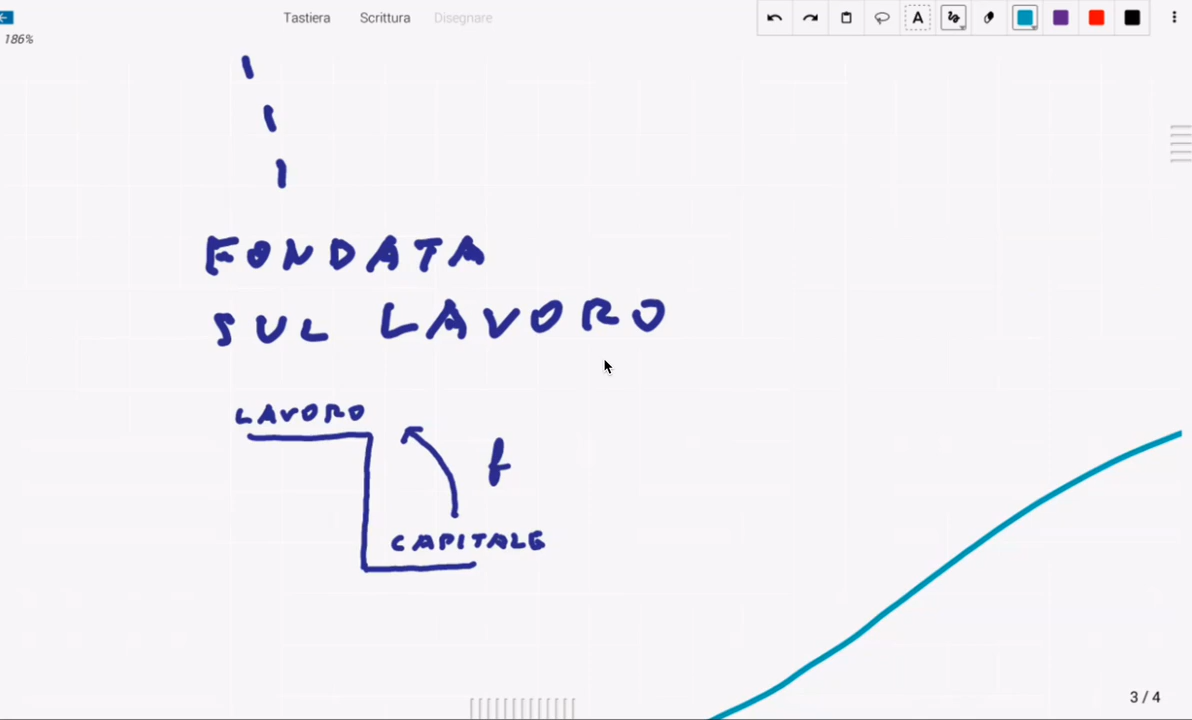 Tastiera Scrittura Disegnare
A
186%
FONDATA
SUL LAVORO
LAVORO
f
CAPITALE
3 / 4